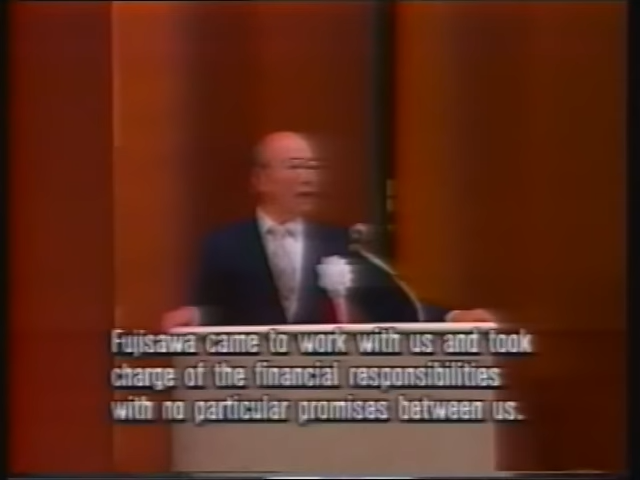 Fujisawa came to work with us and took
charge of the financial responsibilities
with no particular promises between us.